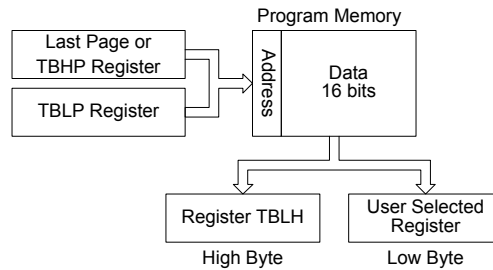 Program Memory
Last Page or
TBHP Register
TBLP Register
Address
Data
16 bits
Register TBLH
User Selected
Register
High Byte
Low Byte